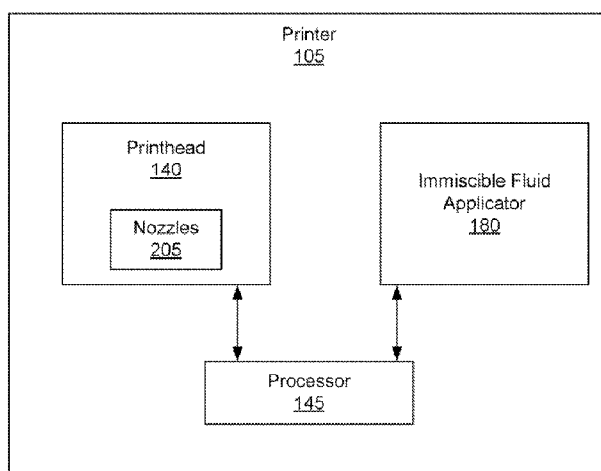 Printer
105
Printhead
140
Nozzles
205
Immiscible Fluid
Applicator
180
Processor
145